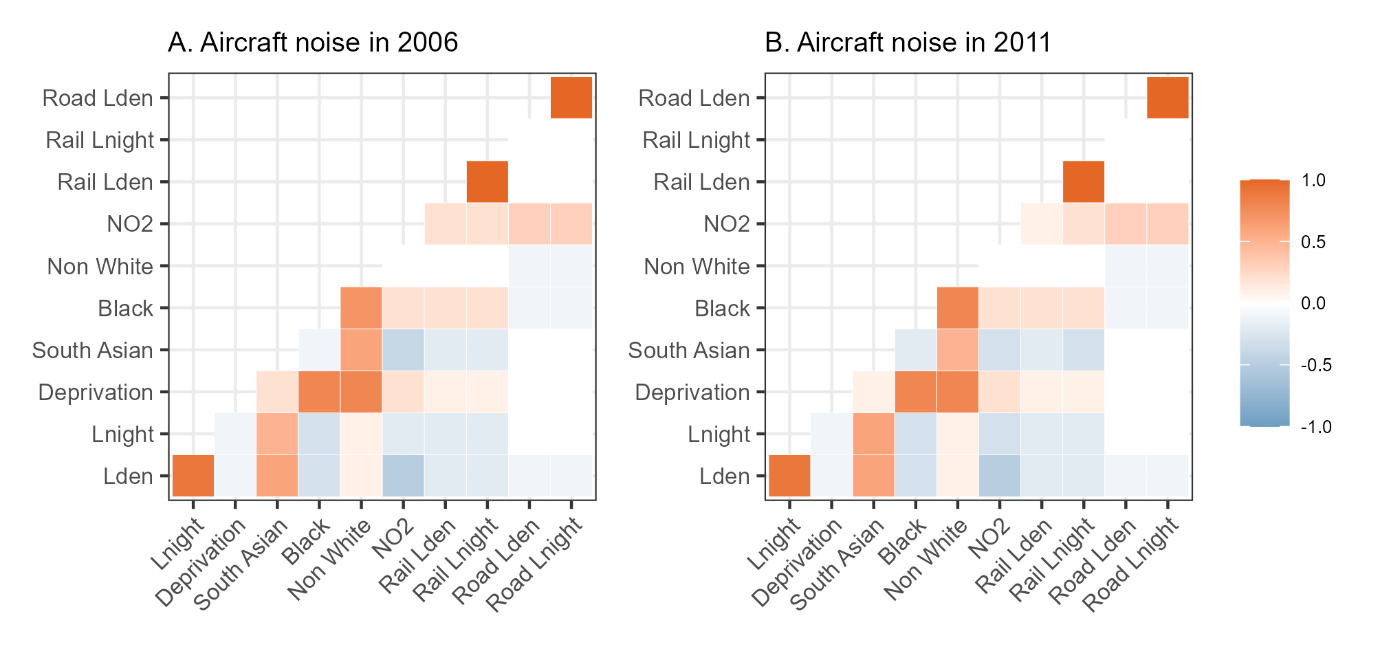 A. Aircraft noise in 2006
Road Lden
Rail Lnight
Rail Lden
NO2
Non White
Black
South Asian
Deprivation
Lnight
Lden
Lnight
Deprivation
South Asian
Black
Non White
NO2
Rail Lden
Rail Lnight
Road Lden
Road Lnight
B. Aircraft noise in 2011
Road Lden
Rail Lnight
Rail Lden
NO2
Non White
Black
South Asian
Deprivation
Lnight
Lden
Lnight
Deprivation
South Asian
Black
Non White
NO2
Rail Lden
Rail Lnight
Road Lden
Road Lnight
1.0
0.5
0.0
-0.5
-1.0